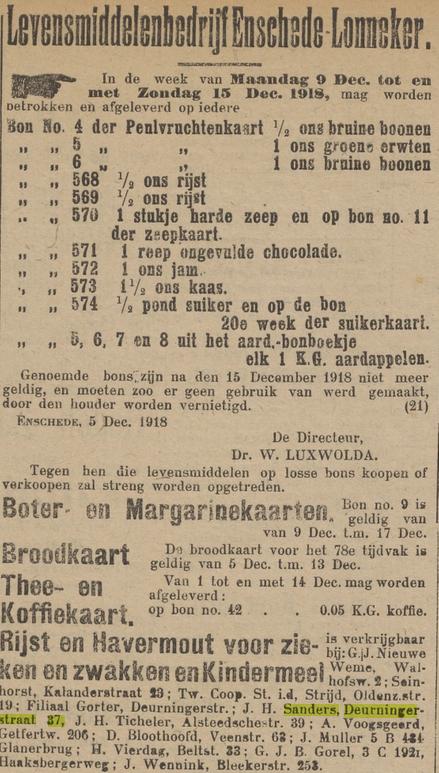 Levensmiddelenbedrijf Enschede-Lonneker.
In de week van Maandag 9 Dec. tot en
met Zondag 15 Dec. 1918, mag worden
betrokken en afgeleverd op iedere
Bon No. 4 der Peulvruchtenkaart ½ ons bruine boonen
„ „ 5 „ „ 1 ons groene erwten
„ „ 6 „ „ 1 ons bruine boonen
„ „ 568 ½ ons rijst
„ „ 569 ½ ons rijst
„ „ 570 1 stukje harde zeep en op bon no. 11
der zeepkaart.
„ „ 571 1 reep ongevulde chocolade.
„ „ 572 1 ons jam.
„ „ 573 1½ ons kaas.
„ „ 574 ½ pond suiker en op de bon
20e week der suikerkaart.
„ „ 5, 6, 7 en 8 uit het aard.-bonboekje
elk 1 K.G. aardappelen.
Genoemde bons zijn na den 15 December 1918 niet meer
geldig, en moeten zoo er geen gebruik van werd gemaakt,
door den houder worden vernietigd. (21)
Enschede, 5 Dec. 1918
De Directeur,
Dr. W. LUXWOLDA.
Tegen hen die levensmiddelen op losse bons koopen of
verkoopen zal streng worden opgetreden.
Boter- en Margarinekaarten. Bon no. 9 is
geldig van
van 9 Dec. t.m. 17 Dec.
Broodkaart De broodkaart voor het 78e tijdvak is
geldig van 5 Dec. t.m. 13 Dec.
Thee- en Van 1 tot en met 14 Dec. mag worden
afgeleverd :
Koffiekaart. op bon no. 42 . . 0.05 K.G. koffie.
Rijst en Havermout voor zie- is verkrijgbaar
bij: G.J. Nieuwe
ken en zwakken en Kindermeel Weme, Wal-
hofsw. 2; Sein-
horst, Kalanderstraat 23; Tw. Coop. St. i.d, Strijd, Oldenz.str.
19; Filiaal Gorter, Deurningerstr.; J. H. Sanders, Deurninger-
straat 37, J. H. Ticheler, Alsteedschestr. 39; A. Voogsgeerd,
Getfertw. 206; D. Bloothoofd, Veenstr. 63; J. Muller 5 B 484
Glanerbrug; H. Vierdag, Beltst. 33; G. J. B. Gorel, 3 C 1921,
Haaksbergerweg; J. Wennink, Bleekerstr. 253.